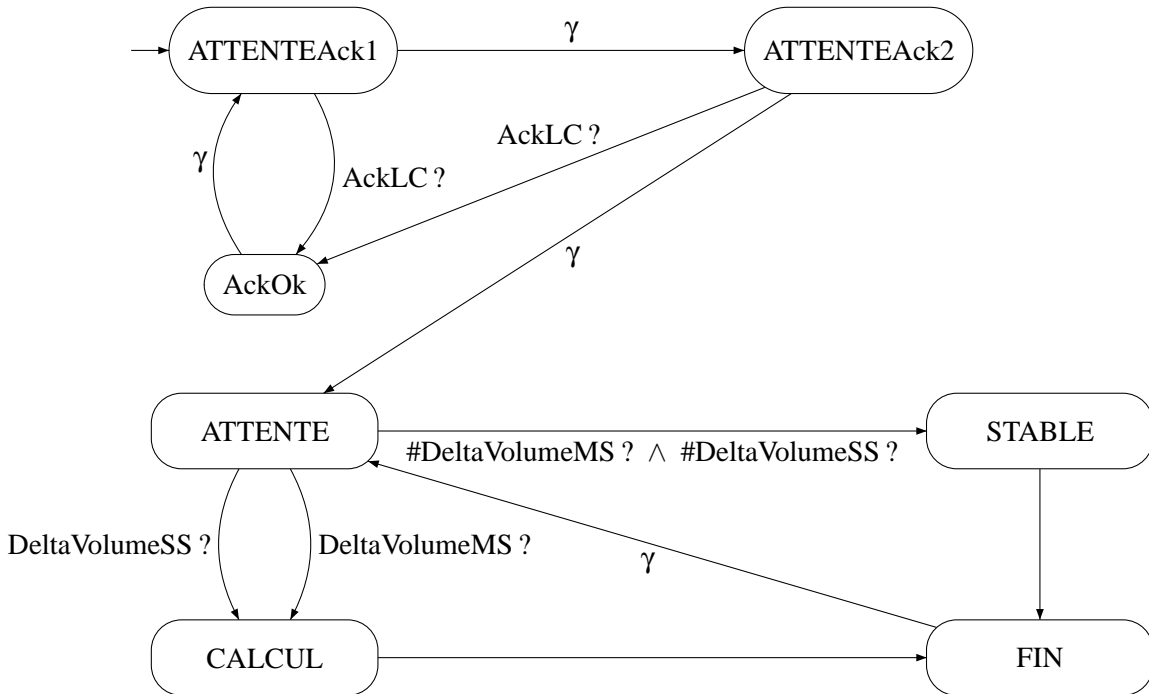 γ
ATTENTEAck1
ATTENTEAck2
AckLC ?
γ
AckLC ?
γ
AckOk
ATTENTE
STABLE
#DeltaVolumeMS ? ∧ #DeltaVolumeSS ?
DeltaVolumeSS ?
DeltaVolumeMS ?
γ
CALCUL
FIN